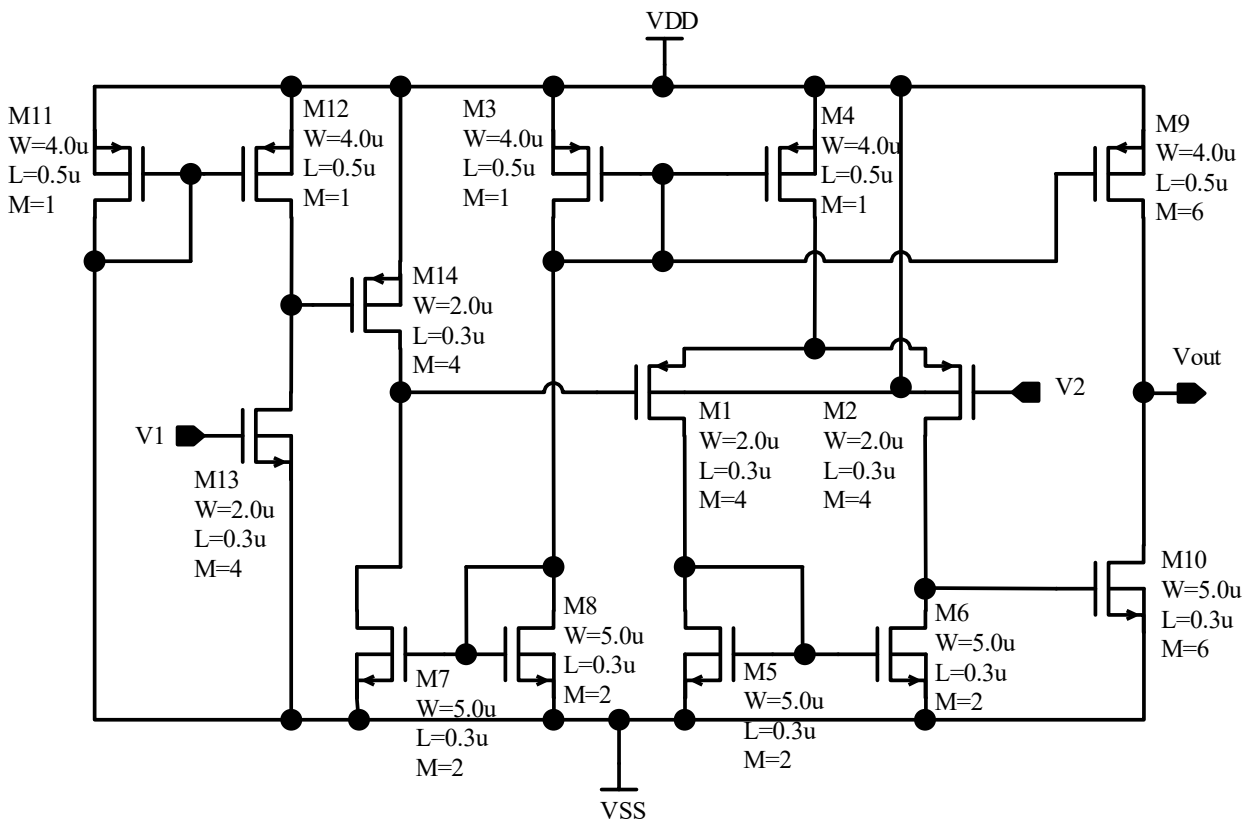 VDD
M11
W=4.0u
L=0.5u
M=1
M12
W=4.0u
L=0.5u
M=1
M3
W=4.0u
L=0.5u
M=1
M4
W=4.0u
L=0.5u
M=1
M9
W=4.0u
L=0.5u
M=6
M14
W=2.0u
L=0.3u
M=4
Vout
V2
M1
W=2.0u
L=0.3u
M=4
M2
W=2.0u
L=0.3u
M=4
V1
M13
W=2.0u
L=0.3u
M=4
M7
W=5.0u
L=0.3u
M=2
M8
W=5.0u
L=0.3u
M=2
M5
W=5.0u
L=0.3u
M=2
M6
W=5.0u
L=0.3u
M=2
M10
W=5.0u
L=0.3u
M=6
VSS